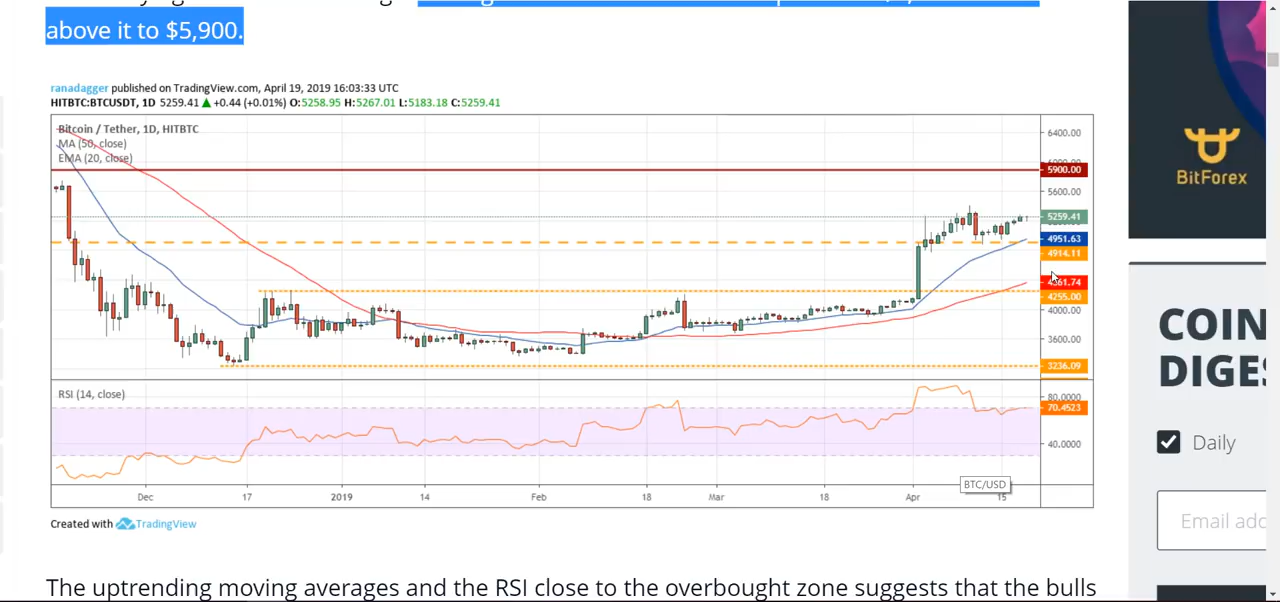 above it to $5,900.
ranadagger published on TradingView.com, April 19, 2019 16:03:33 UTC
HITBTC:BTCUSDT, 1D 5259.41 ▲ +0.44 (+0.01%) O:5258.95 H:5267.01 L:5183.18 C:5259.41
Bitcoin / Tether, 1D, HITBTC
MA (50, close)
EMA (20, close)
6400.00
6000.00
5900.00
5600.00
5259.41
4951.63
4914.11
4255.00
4000.00
3600.00
3236.09
RSI (14, close)
80.0000
70.4523
40.0000
BTC/USD
Dec 17 2019 14 Feb 18 Mar 18 Apr 15
Created with TradingView
The uptrending moving averages and the RSI close to the overbought zone suggests that the bulls
BitForex
COIN
DIGES
Daily
Email add